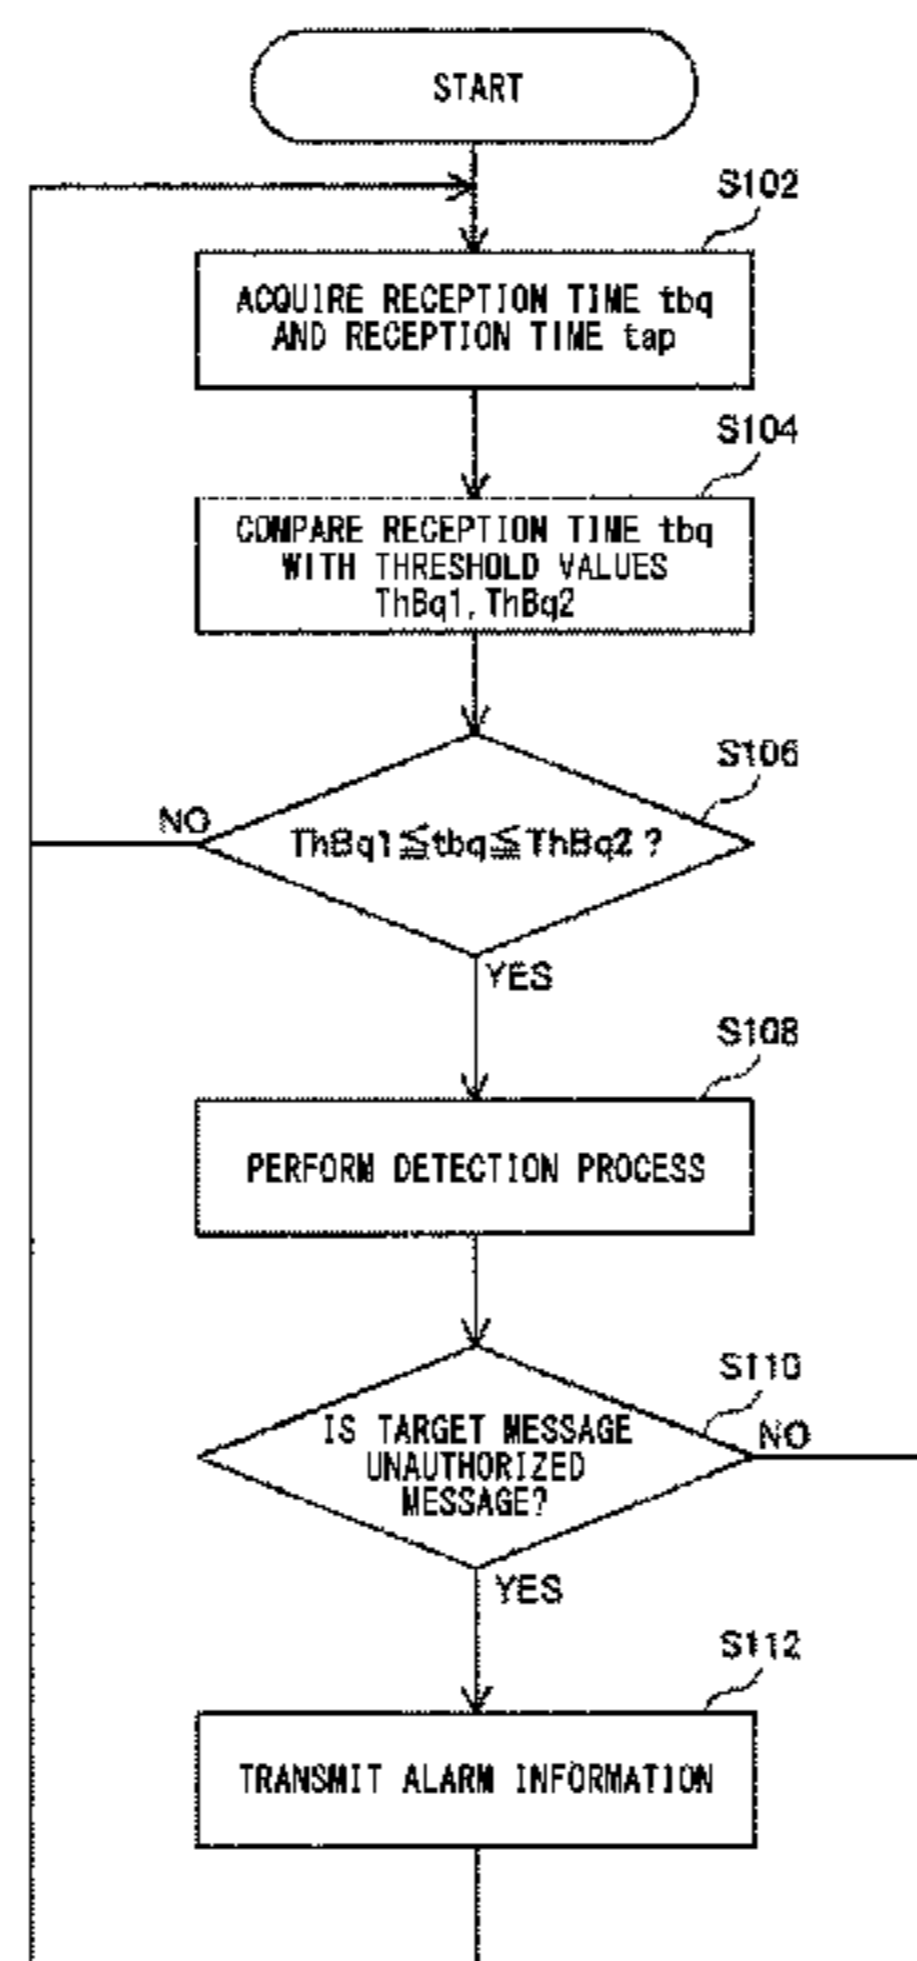 START
S102
ACQUIRE RECEPTION TIME tbq
AND RECEPTION TIME tap
S104
COMPARE RECEPTION TIME tbq
WITH THRESHOLD VALUES
ThBq1, ThBq2
S106
NO
ThBq1≦tbq≦ThBq2?
YES
S108
PERFORM DETECTION PROCESS
S110
IS TARGET MESSAGE
UNAUTHORIZED
MESSAGE?
NO
YES
S112
TRANSMIT ALARM INFORMATION